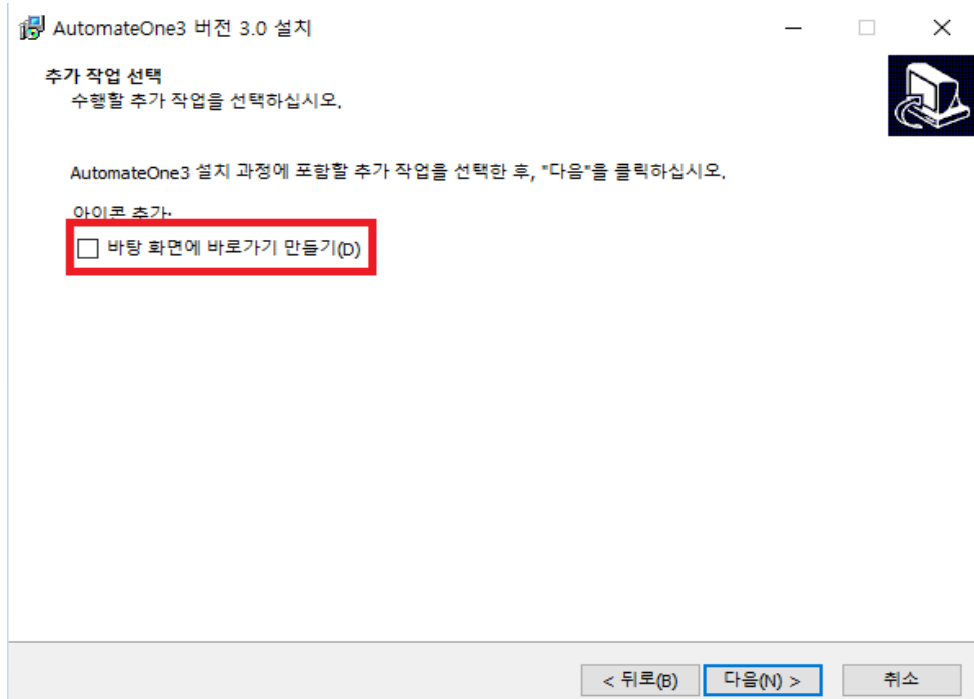 AutomateOne3 버전 3.0 설치
추가 작업 선택
수행할 추가 작업을 선택하십시오.
AutomateOne3 설치 과정에 포함할 추가 작업을 선택한 후, "다음"을 클릭하십시오.
아이콘 추가:
바탕 화면에 바로가기 만들기(D)
< 뒤로(B) 다음(N) > 취소